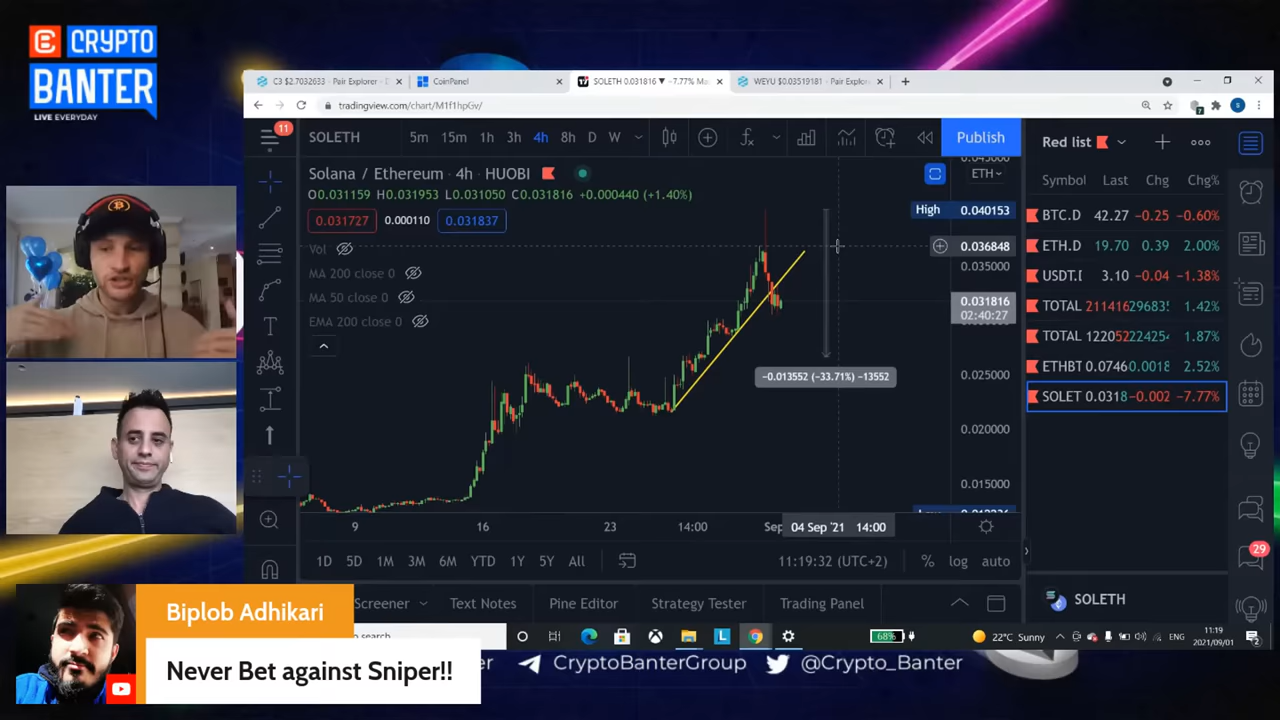 CRYPTO
BANTER
LIVE EVERYDAY
C3 $2.7032633 - Pair Explorer -
CoinPanel
SOLETH 0.031816 ▼ −7.77%
WEYU $0.03519181 - Pair Explor
tradingview.com/chart/M1f1hpGv/
11
SOLETH
5m 15m 1h 3h 4h 8h D W
Publish
Solana / Ethereum • 4h • HUOBI
O0.031159 H0.031953 L0.031050 C0.031816 +0.000440 (+1.40%)
0.031727 0.000110 0.031837
Vol
MA 200 close 0
MA 50 close 0
EMA 200 close 0
ETH
High 0.040153
0.036848
0.035000
0.031816
02:40:27
0.025000
0.020000
0.015000
−0.013552 (−33.71%) −13552
9 16 23 14:00 Sep 04 Sep '21 14:00
Red list
Symbol Last Chg Chg%
BTC.D 42.27 −0.25 −0.60%
ETH.D 19.70 0.39 2.00%
USDT.[ 3.10 −0.04 −1.38%
TOTAL 1.42%
TOTAL 1.87%
ETHBT 0.0746 0.0018 2.52%
SOLET 0.0318 −0.002 −7.77%
29
SOLETH
1D 5D 1M 3M 6M YTD 1Y 5Y All
11:19:32 (UTC+2) % log auto
Screener Text Notes Pine Editor Strategy Tester Trading Panel
search
68%
22°C Sunny
ENG
11:19
2021/09/01
Biplob Adhikari
Never Bet against Sniper!!
CryptoBanterGroup @Crypto_Banter